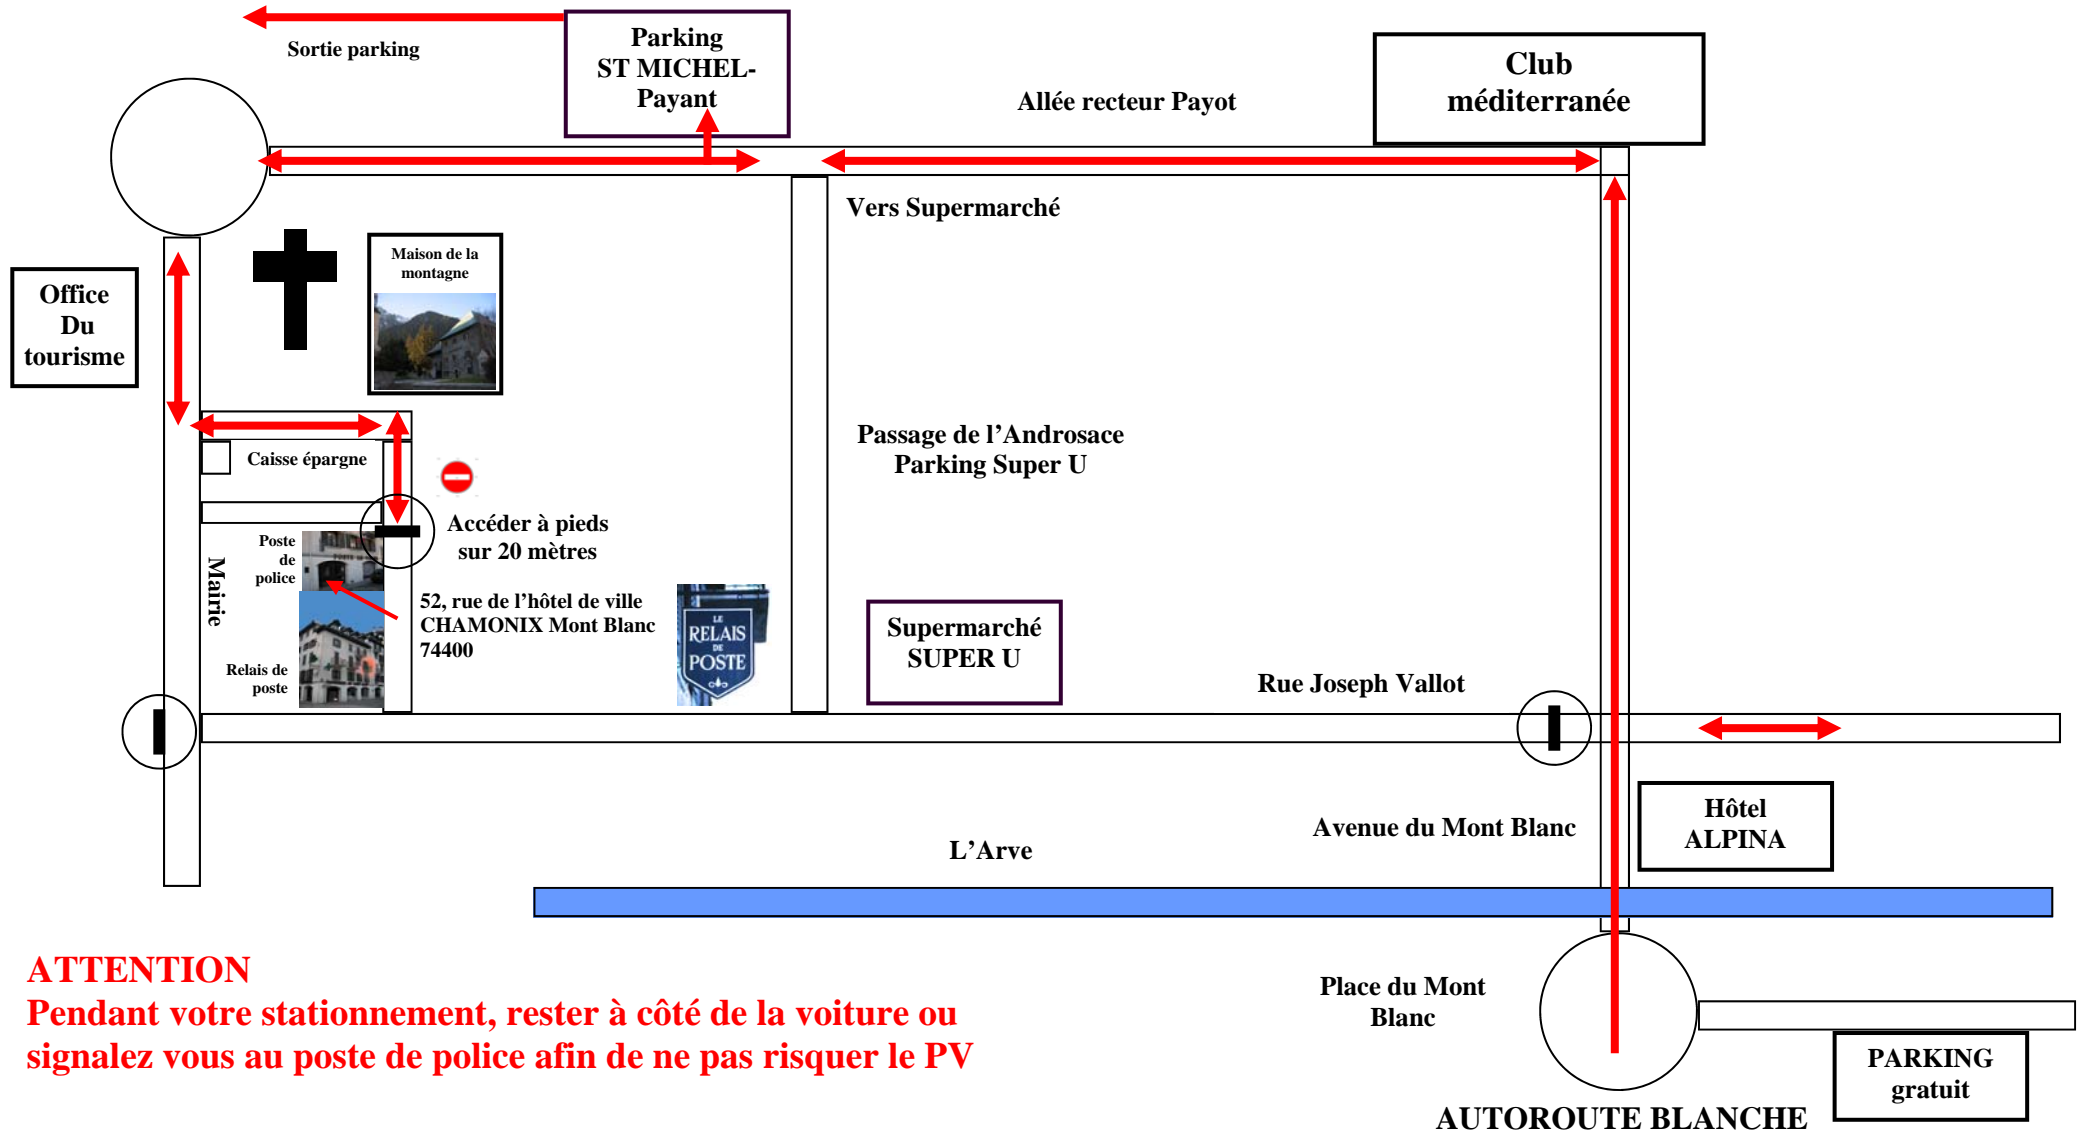 Sortie parking
Parking
ST MICHEL-
Payant
Allée recteur Payot
Club
méditerranée
Vers Supermarché
Maison de la
montagne
Office
Du
tourisme
Caisse épargne
Passage de l'Androsace
Parking Super U
Accéder à pieds
sur 20 mètres
Poste
de
police
Mairie
52, rue de l'hôtel de ville
CHAMONIX Mont Blanc
74400
LE
RELAIS
DE
POSTE
Supermarché
SUPER U
Relais de
poste
Rue Joseph Vallot
Hôtel
ALPINA
Avenue du Mont Blanc
L'Arve
ATTENTION
Pendant votre stationnement, rester à côté de la voiture ou
signalez vous au poste de police afin de ne pas risquer le PV
Place du Mont
Blanc
PARKING
gratuit
AUTOROUTE BLANCHE